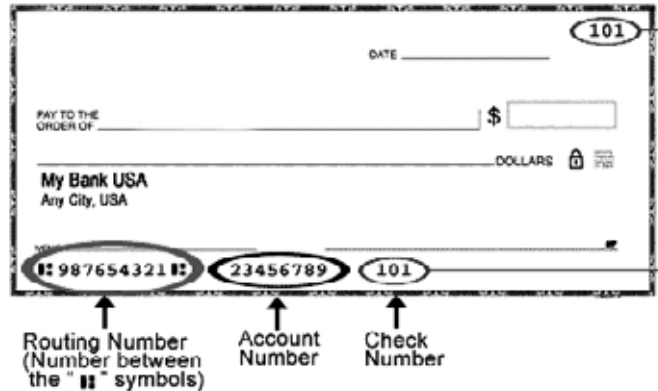 101
DATE
PAY TO THE
ORDER OF
$
DOLLARS
My Bank USA
Any City, USA
⑆987654321⑆ 23456789 101
Routing Number
(Number between
the "⑆" symbols)
Account
Number
Check
Number